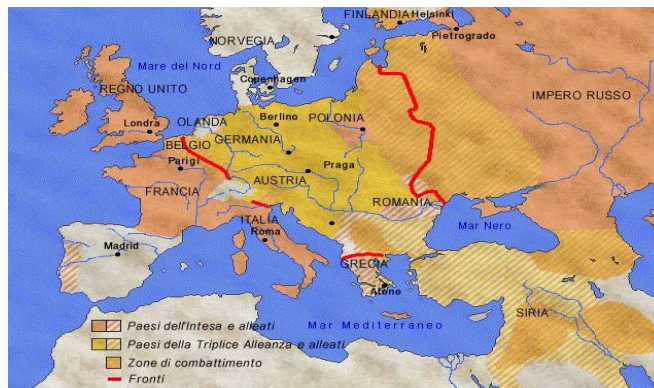 FINLANDIA Helsinki
NORVEGIA
Pietrogrado
Mare del Nord
Copenhagen
REGNO UNITO
IMPERO RUSSO
Londra
OLANDA
Berlino
POLONIA
BELGIO
GERMANIA
Parigi
Praga
AUSTRIA
FRANCIA
ROMANIA
ITALIA
Roma
Mar Nero
Madrid
GRECIA
Atene
SIRIA
Mar Mediterraneo
Paesi dell'Intesa e alleati
Paesi della Triplice Alleanza e alleati
Zone di combattimento
Fronti